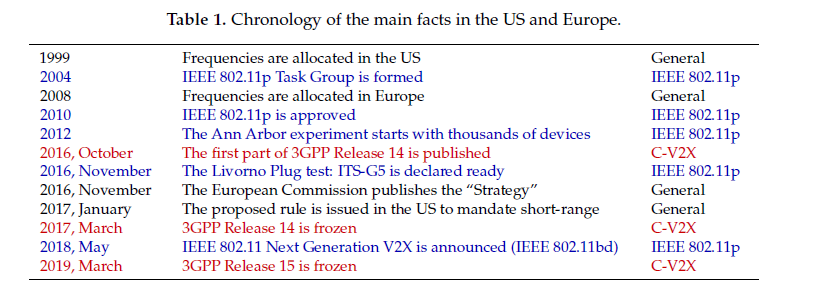 Table 1. Chronology of the main facts in the US and Europe.
1999 Frequencies are allocated in the US General
2004 IEEE 802.11p Task Group is formed IEEE 802.11p
2008 Frequencies are allocated in Europe General
2010 IEEE 802.11p is approved IEEE 802.11p
2012 The Ann Arbor experiment starts with thousands of devices IEEE 802.11p
2016, October The first part of 3GPP Release 14 is published C-V2X
2016, November The Livorno Plug test: ITS-G5 is declared ready IEEE 802.11p
2016, November The European Commission publishes the “Strategy” General
2017, January The proposed rule is issued in the US to mandate short-range General
2017, March 3GPP Release 14 is frozen C-V2X
2018, May IEEE 802.11 Next Generation V2X is announced (IEEE 802.11bd) IEEE 802.11p
2019, March 3GPP Release 15 is frozen C-V2X